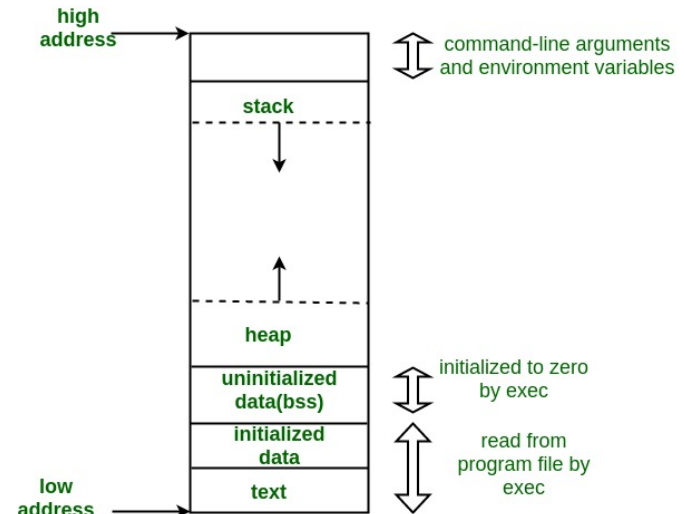 high
address
command-line arguments
and environment variables
stack
heap
uninitialized
data(bss)
initialized to zero
by exec
initialized
data
read from
program file by
exec
text
low
address